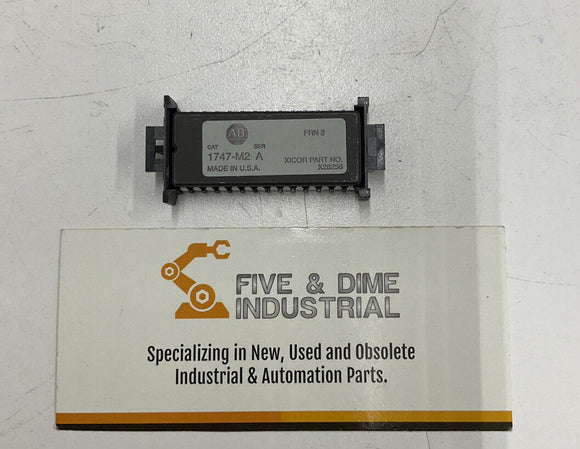 AB
FRN 2
CAT SER
1747-M2 A
MADE IN U.S.A.
XICOR PART NO.
X28256
FIVE & DIME
INDUSTRIAL
Specializing in New, Used and Obsolete
Industrial & Automation Parts.